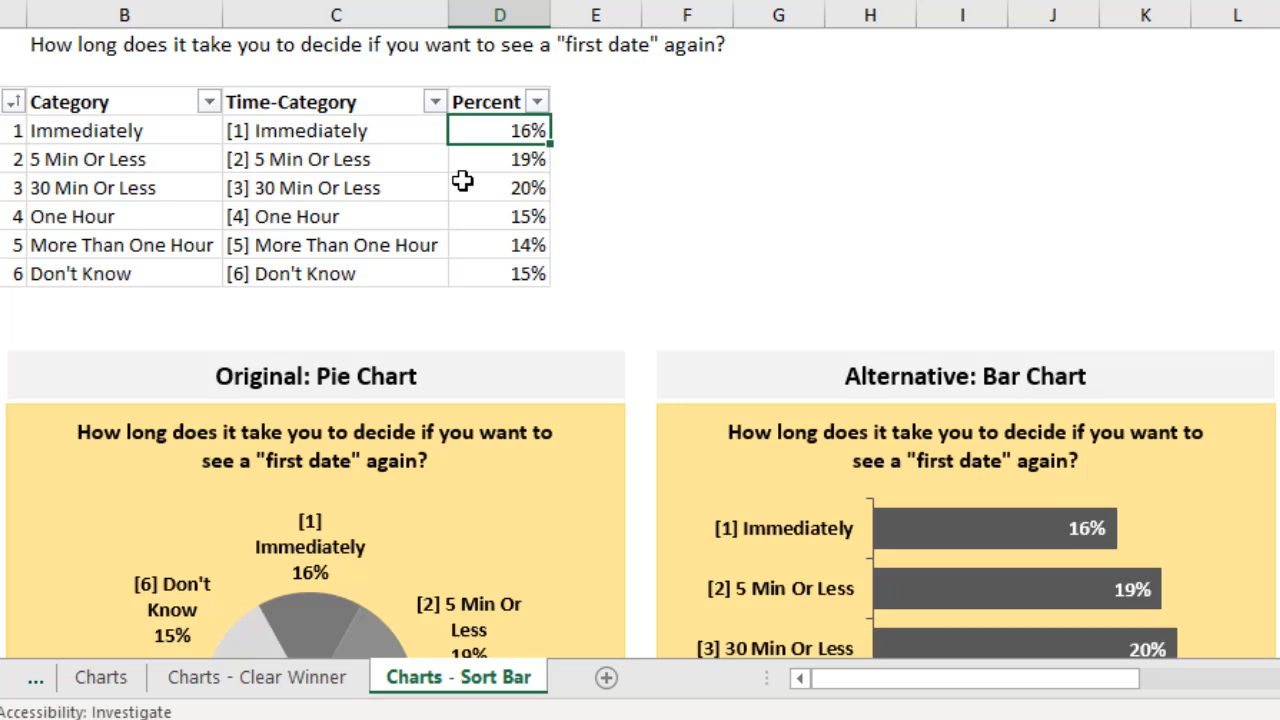 B C D E F G H I J K L
How long does it take you to decide if you want to see a "first date" again?
Category Time-Category Percent
1 Immediately [1] Immediately 16%
2 5 Min Or Less [2] 5 Min Or Less 19%
3 30 Min Or Less [3] 30 Min Or Less 20%
4 One Hour [4] One Hour 15%
5 More Than One Hour [5] More Than One Hour 14%
6 Don't Know [6] Don't Know 15%
Original: Pie Chart
How long does it take you to decide if you want to
see a "first date" again?
[1]
Immediately
16%
[6] Don't
Know
15%
[2] 5 Min Or
Less
19%
Alternative: Bar Chart
How long does it take you to decide if you want to
see a "first date" again?
[1] Immediately 16%
[2] 5 Min Or Less 19%
[3] 30 Min Or Less 20%
... Charts Charts - Clear Winner Charts - Sort Bar
Accessibility: Investigate